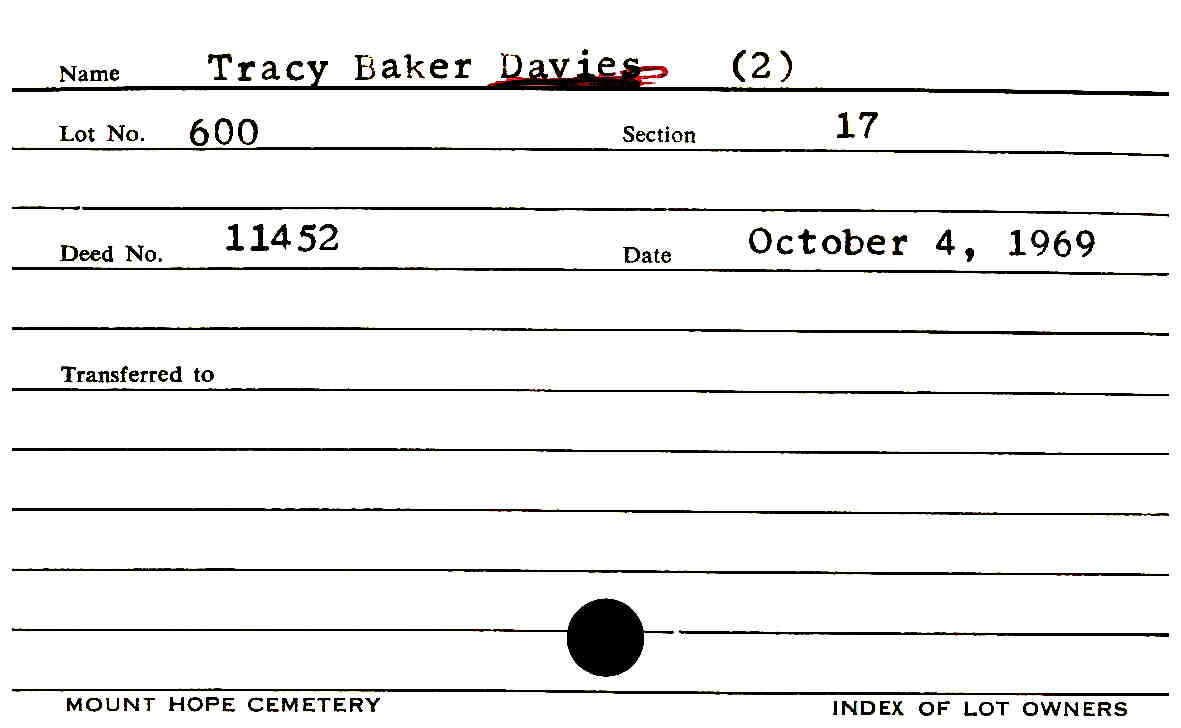 Name Tracy Baker Davies (2)
Lot No. 600 Section 17
Deed No. 11452 Date October 4, 1969
Transferred to
MOUNT HOPE CEMETERY INDEX OF LOT OWNERS